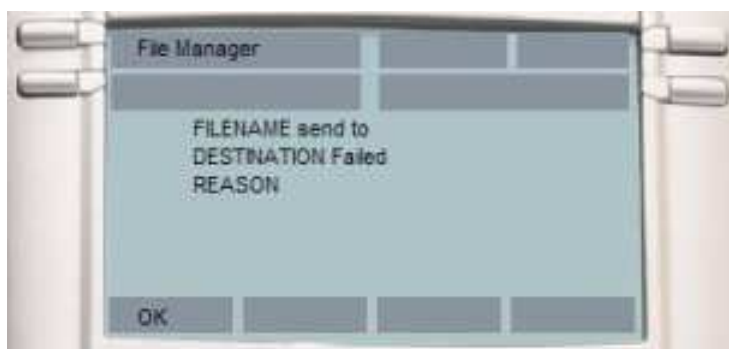 File Manager
FILENAME send to
DESTINATION Failed
REASON
OK